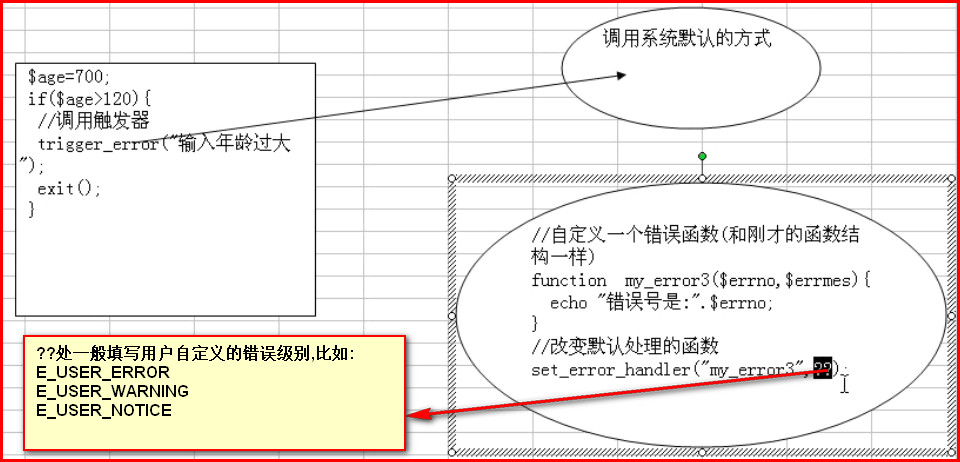 $age=700;
if($age>120){
//调用触发器
trigger_error("输入年龄过大
");
exit();
}
调用系统默认的方式
//自定义一个错误函数(和刚才的函数结
构一样)
function my_error3($errno,$errmes){
echo "错误号是:".$errno;
}
//改变默认处理的函数
set_error_handler("my_error3",??);
??处一般填写用户自定义的错误级别,比如:
E_USER_ERROR
E_USER_WARNING
E_USER_NOTICE